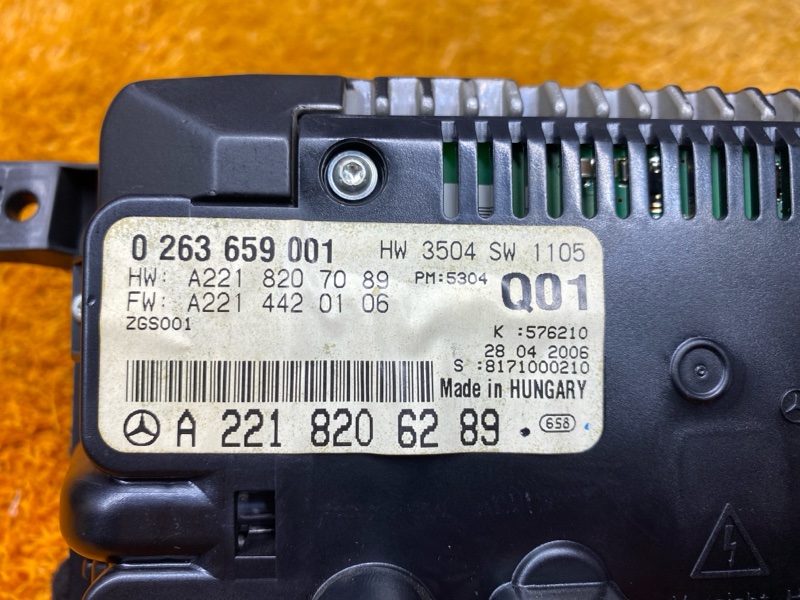 0 263 659 001 HW 3504 SW 1105
HW: A221 820 70 89 PM:5304
FW: A221 442 01 06 Q01
ZGS001
K :576210
28 04 2006
S :8171000210
Made in HUNGARY
A 221 820 62 89 . 658